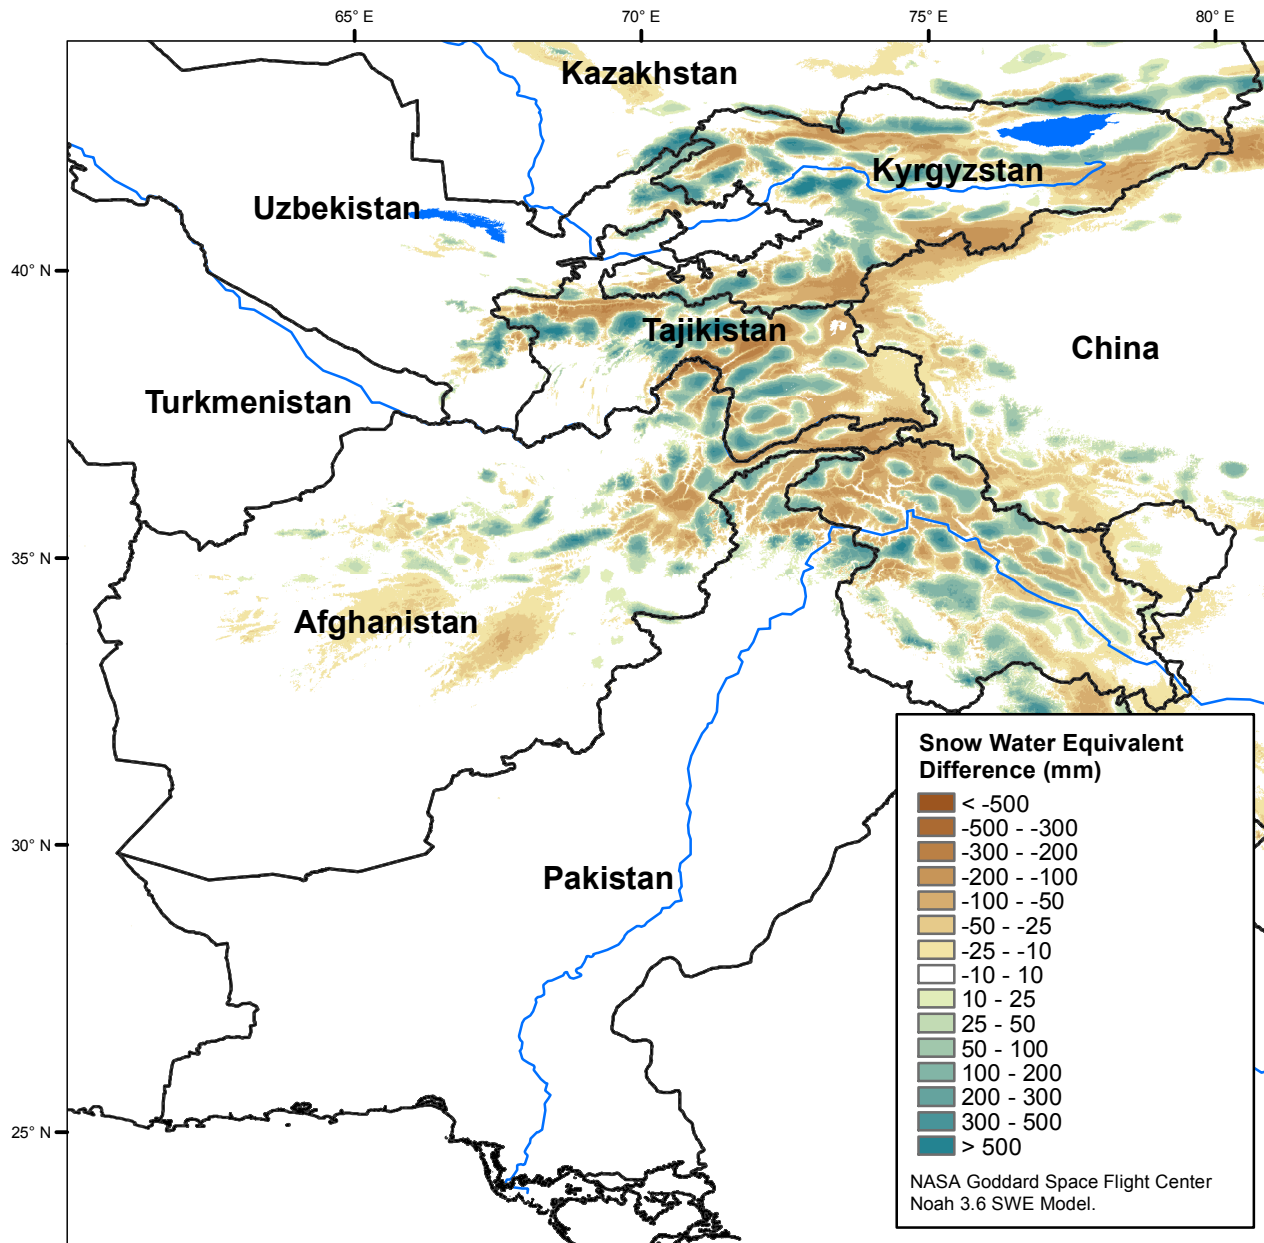 65° E 70° E 75° E 80° E
Kazakhstan
Kyrgyzstan
Uzbekistan
40° N
Tajikistan
China
Turkmenistan
35° N
Afghanistan
Snow Water Equivalent
Difference (mm)
< -500
-500 - -300
-300 - -200
-200 - -100
-100 - -50
-50 - -25
-25 - -10
-10 - 10
10 - 25
25 - 50
50 - 100
100 - 200
200 - 300
300 - 500
> 500
NASA Goddard Space Flight Center
Noah 3.6 SWE Model.
30° N
Pakistan
25° N